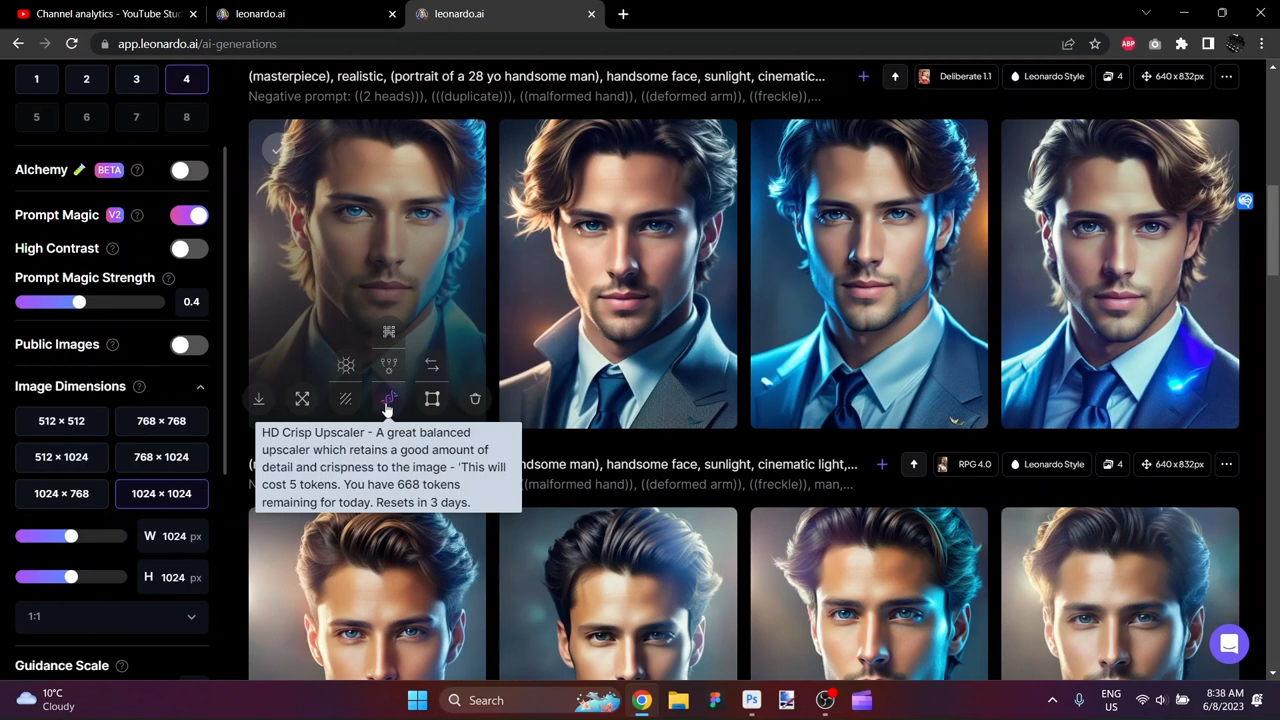 Channel analytics - YouTube Stu
leonardo.ai
leonardo.ai
app.leonardo.ai/ai-generations
ABP
1
2
3
4
5
6
7
8
Alchemy
BETA
Prompt Magic
V2
High Contrast
Prompt Magic Strength
0.4
Public Images
Image Dimensions
512 × 512
768 × 768
512 × 1024
768 × 1024
1024 × 768
1024 × 1024
W 1024 px
H 1024 px
1:1
Guidance Scale
(masterpiece), realistic, (portrait of a 28 yo handsome man), handsome face, sunlight, cinematic...
Negative prompt: ((2 heads))), (((duplicate))), ((malformed hand)), ((deformed arm)), ((freckle)),...
Deliberate 1.1
Leonardo Style
4
640 x 832px
HD Crisp Upscaler - A great balanced
upscaler which retains a good amount of
detail and crispness to the image - 'This will
cost 5 tokens. You have 668 tokens
remaining for today. Resets in 3 days.
ndsome man), handsome face, sunlight, cinematic light,...
((malformed hand)), ((deformed arm)), ((freckle)), man,...
RPG 4.0
Leonardo Style
4
640 x 832px
10°C
Cloudy
Search
Ps
ENG
US
8:38 AM
6/8/2023